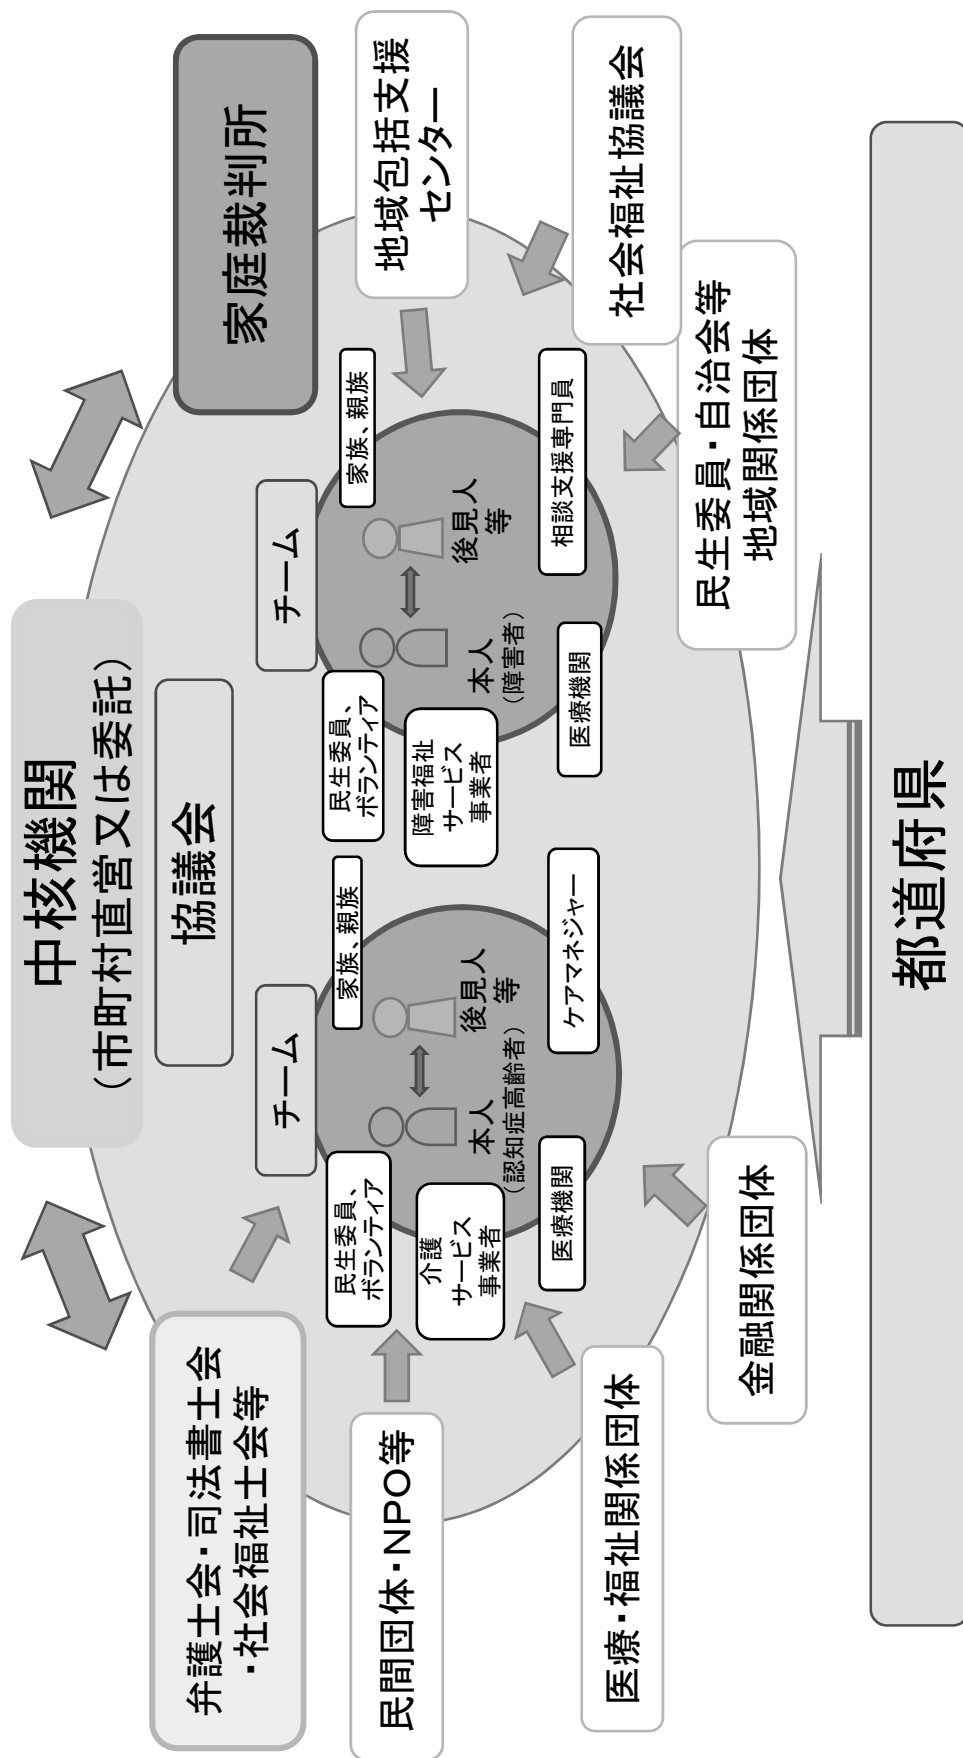 中核機関
（市町村直営又は委託）
協議会
弁護士会・司法書士会
・社会福祉士会等
家庭裁判所
チーム
チーム
民生委員、
ボランティア
家族、親族
介護
サービス
事業者
本人
（認知症高齢者）
後見人
等
医療機関
ケアマネジャー
民生委員、
ボランティア
家族、親族
障害福祉
サービス
事業者
本人
（障害者）
後見人
等
医療機関
相談支援専門員
民間団体・NPO等
地域包括支援
センター
医療・福祉関係団体
社会福祉協議会
金融関係団体
民生委員・自治会等
地域関係団体
都道府県